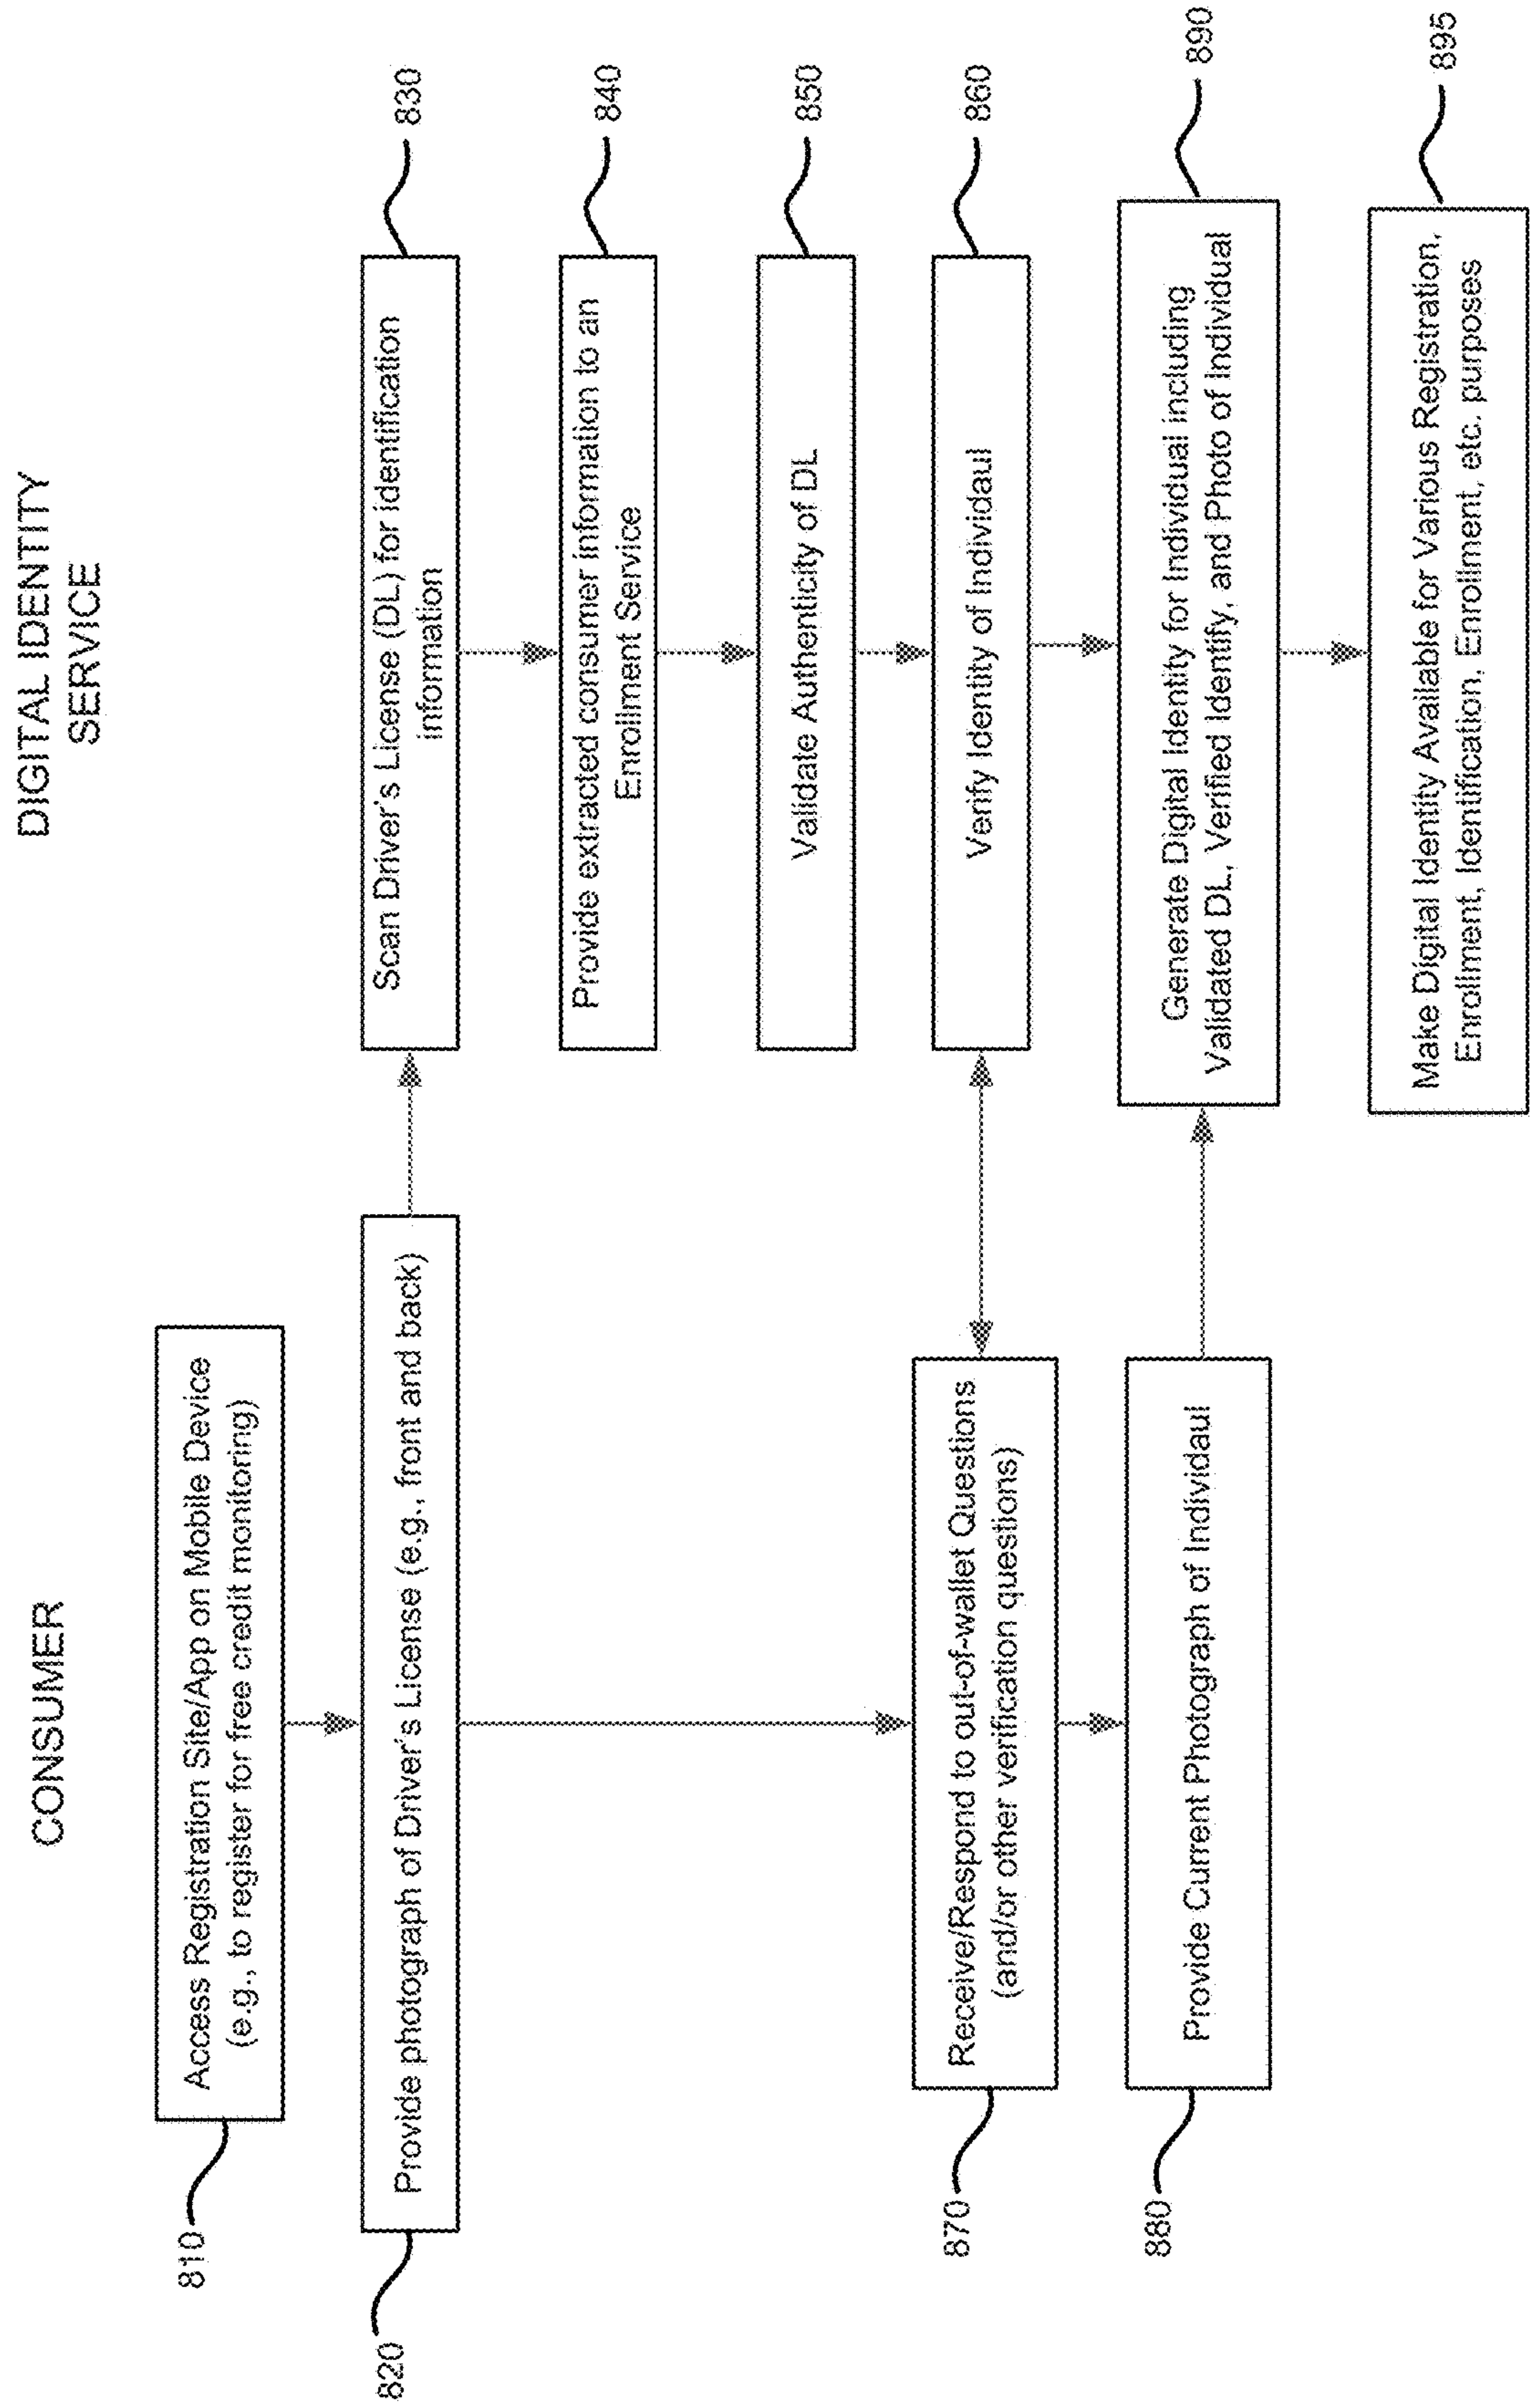 CONSUMER
DIGITAL IDENTITY
SERVICE
810
Access Registration Site/App on Mobile Device
(e.g., to register for free credit monitoring)
820
Provide photograph of Driver's License (e.g., front and back)
Scan Driver's License (DL) for identification
information
830
Provide extracted consumer information to an
Enrollment Service
840
Validate Authenticity of DL
850
Verify Identity of Individaul
860
870
Receive/Respond to out-of-wallet Questions
(and/or other verification questions)
880
Provide Current Photograph of Individaul
Generate Digital Identity for Individual including
Validated DL, Verified Identify, and Photo of Individual
890
Make Digital Identity Available for Various Registration,
Enrollment, Identification, Enrollment, etc. purposes
895